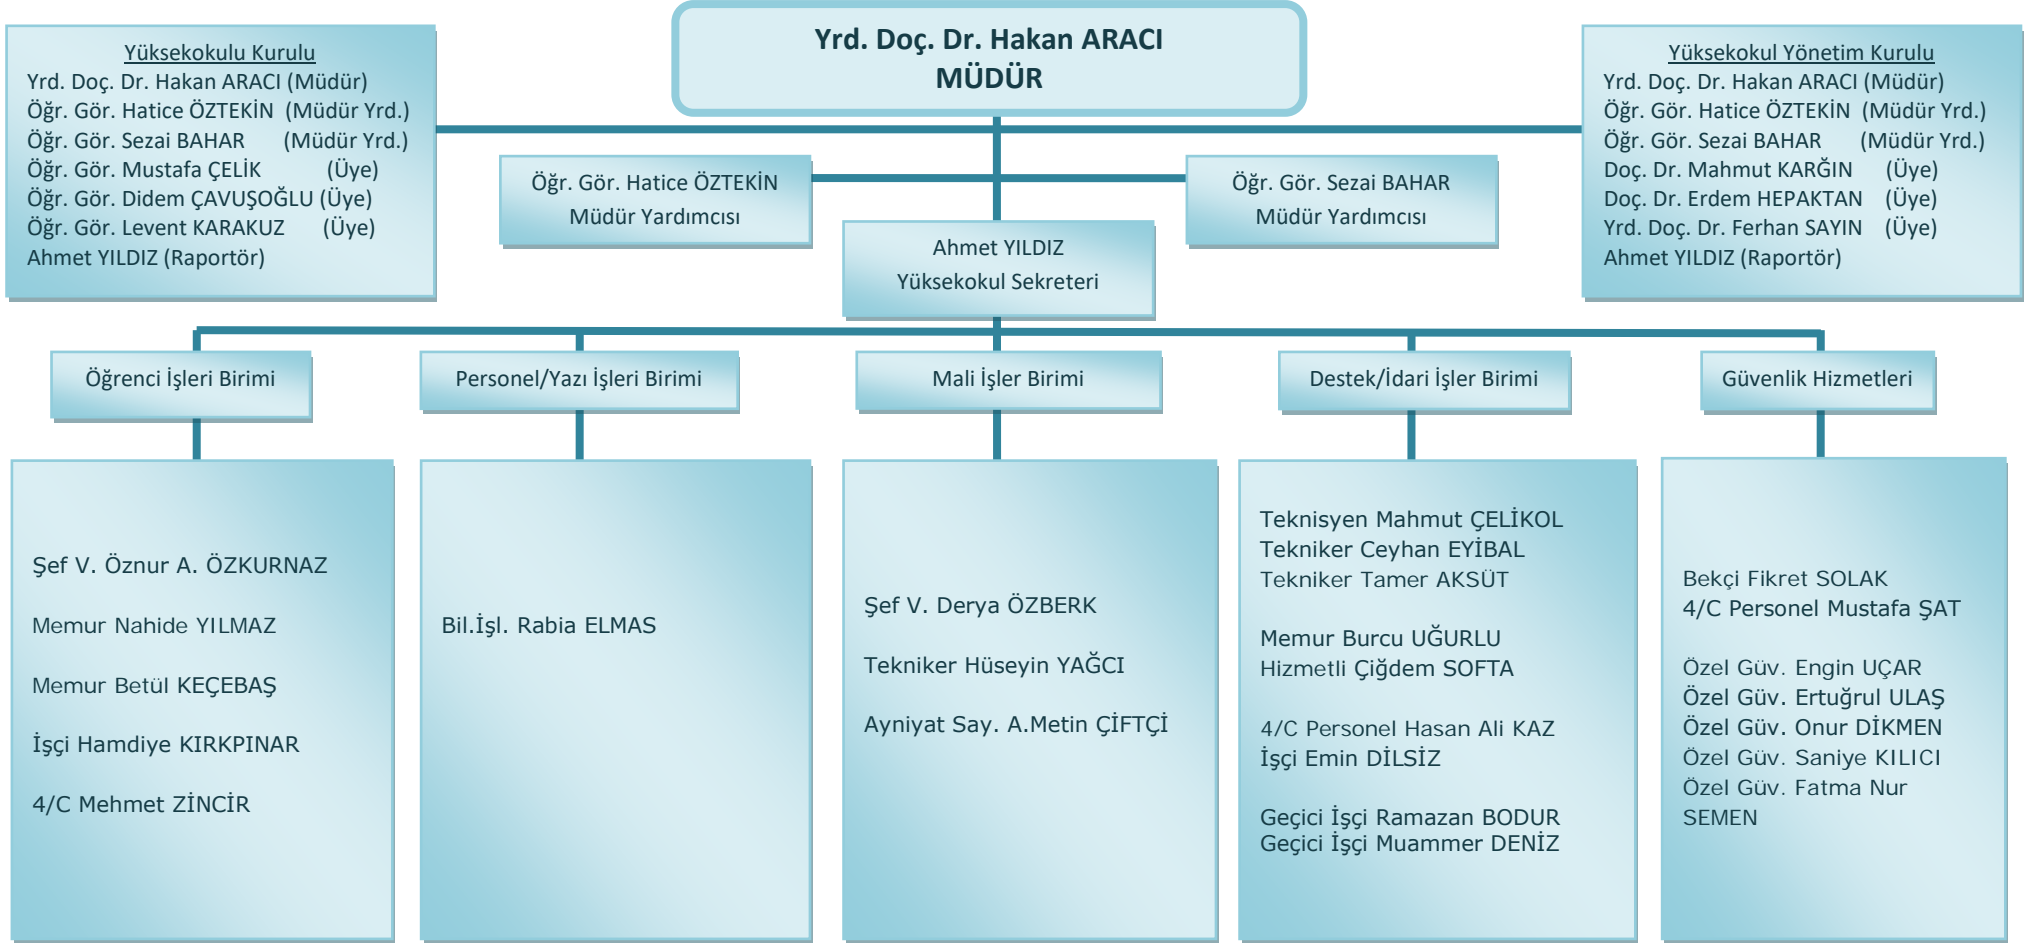 Yrd. Doç. Dr. Hakan ARACI
MÜDÜR
Yüksekokulu Kurulu
Yrd. Doç. Dr. Hakan ARACI (Müdür)
Öğr. Gör. Hatice ÖZTEKİN (Müdür Yrd.)
Öğr. Gör. Sezai BAHAR (Müdür Yrd.)
Öğr. Gör. Mustafa ÇELİK (Üye)
Öğr. Gör. Didem ÇAVUŞOĞLU (Üye)
Öğr. Gör. Levent KARAKUZ (Üye)
Ahmet YILDIZ (Raportör)
Yüksekokul Yönetim Kurulu
Yrd. Doç. Dr. Hakan ARACI (Müdür)
Öğr. Gör. Hatice ÖZTEKİN (Müdür Yrd.)
Öğr. Gör. Sezai BAHAR (Müdür Yrd.)
Doç. Dr. Mahmut KARĞIN (Üye)
Doç. Dr. Erdem HEPAKTAN (Üye)
Yrd. Doç. Dr. Ferhan SAYIN (Üye)
Ahmet YILDIZ (Raportör)
Öğr. Gör. Hatice ÖZTEKİN
Müdür Yardımcısı
Öğr. Gör. Sezai BAHAR
Müdür Yardımcısı
Ahmet YILDIZ
Yüksekokul Sekreteri
Öğrenci İşleri Birimi
Personel/Yazı İşleri Birimi
Mali İşler Birimi
Destek/İdari İşler Birimi
Güvenlik Hizmetleri
Şef V. Öznur A. ÖZKURNAZ
Memur Nahide YILMAZ
Memur Betül KEÇEBAŞ
İşçi Hamdiye KIRKPINAR
4/C Mehmet ZİNCİR
Bil.İşl. Rabia ELMAS
Şef V. Derya ÖZBERK
Tekniker Hüseyin YAĞCI
Ayniyat Say. A.Metin ÇİFTÇİ
Teknisyen Mahmut ÇELİKOL
Tekniker Ceyhan EYİBAL
Tekniker Tamer AKSÜT
Memur Burcu UĞURLU
Hizmetli Çiğdem SOFTA
4/C Personel Hasan Ali KAZ
İşçi Emin DİLSİZ
Geçici İşçi Ramazan BODUR
Geçici İşçi Muammer DENİZ
Bekçi Fikret SOLAK
4/C Personel Mustafa ŞAT
Özel Güv. Engin UÇAR
Özel Güv. Ertuğrul ULAŞ
Özel Güv. Onur DİKMEN
Özel Güv. Saniye KILICI
Özel Güv. Fatma Nur
SEMEN